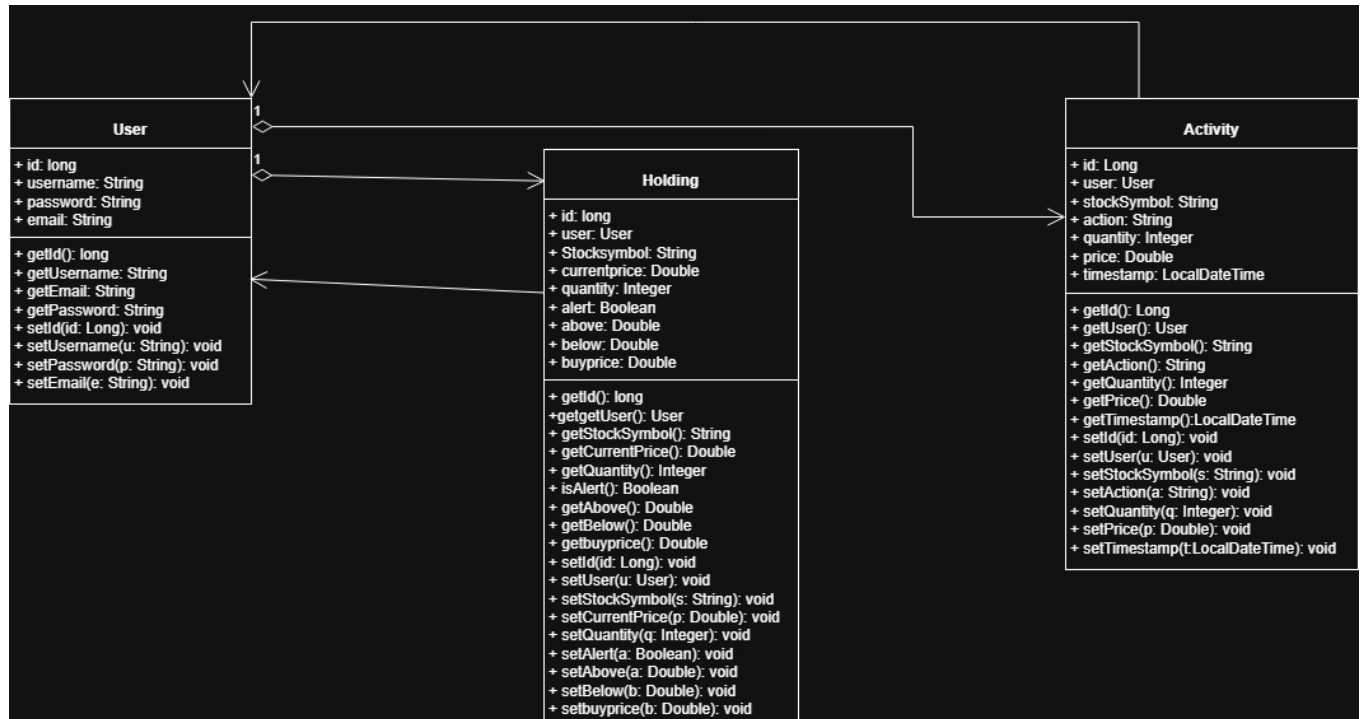 User
+ id: long
+ username: String
+ password: String
+ email: String
+ getId(): long
+ getUsername: String
+ getEmail: String
+ getPassword: String
+ setId(id: Long): void
+ setUsername(u: String): void
+ setPassword(p: String): void
+ setEmail(e: String): void
1
1
Holding
+ id: long
+ user: User
+ Stocksymbol: String
+ currentprice: Double
+ quantity: Integer
+ alert: Boolean
+ above: Double
+ below: Double
+ buyprice: Double
+ getId(): long
+getgetUser(): User
+ getStockSymbol(): String
+ getCurrentPrice(): Double
+ getQuantity(): Integer
+ isAlert(): Boolean
+ getAbove(): Double
+ getBelow(): Double
+ getbuyprice(): Double
+ setId(id: Long): void
+ setUser(u: User): void
+ setStockSymbol(s: String): void
+ setCurrentPrice(p: Double): void
+ setQuantity(q: Integer): void
+ setAlert(a: Boolean): void
+ setAbove(a: Double): void
+ setBelow(b: Double): void
+ setbuyprice(b: Double): void
Activity
+ id: Long
+ user: User
+ stockSymbol: String
+ action: String
+ quantity: Integer
+ price: Double
+ timestamp: LocalDateTime
+ getId(): Long
+ getUser(): User
+ getStockSymbol(): String
+ getAction(): String
+ getQuantity(): Integer
+ getPrice(): Double
+ getTimestamp():LocalDateTime
+ setId(id: Long): void
+ setUser(u: User): void
+ setStockSymbol(s: String): void
+ setAction(a: String): void
+ setQuantity(q: Integer): void
+ setPrice(p: Double): void
+ setTimestamp(t:LocalDateTime): void